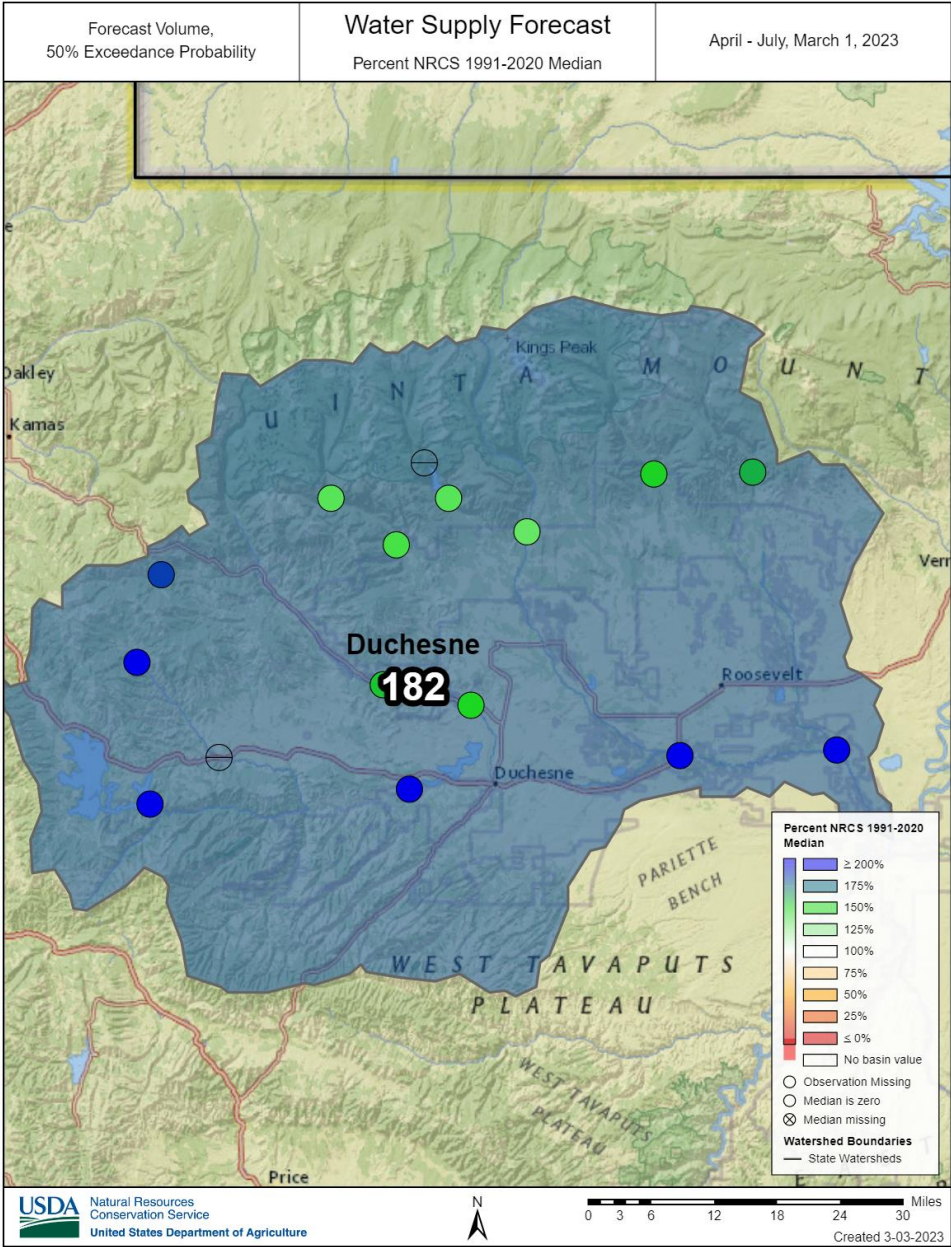 Forecast Volume,
50% Exceedance Probability
Water Supply Forecast
Percent NRCS 1991-2020 Median
April - July, March 1, 2023
Kings Peak
U I N T A M O U N T
Oakley
Kamas
Duchesne
182
Roosevelt
Duchesne
PARIETTE
BENCH
WEST TAVAPUTS
PLATEAU
WEST TAVAPUTS
PLATEAU
Price
Percent NRCS 1991-2020
Median
≥ 200%
175%
150%
125%
100%
75%
50%
25%
≤ 0%
No basin value
Observation Missing
Median is zero
Median missing
Watershed Boundaries
State Watersheds
USDA
Natural Resources
Conservation Service
United States Department of Agriculture
N
Miles
0 3 6 12 18 24 30
Created 3-03-2023